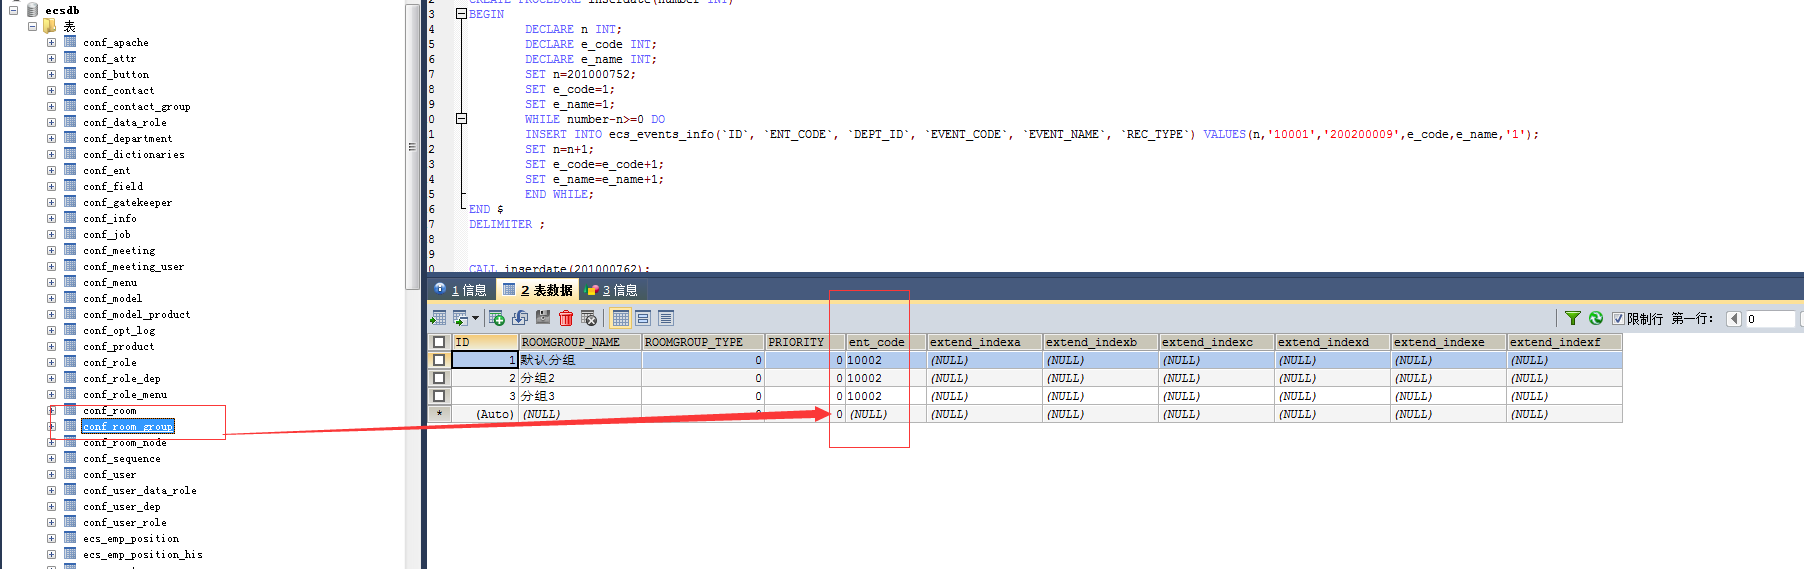 ecsdb
表
conf_apache
conf_attr
conf_button
conf_contact
conf_contact_group
conf_data_role
conf_department
conf_dictionaries
conf_ent
conf_field
conf_gatekeeper
conf_info
conf_job
conf_meeting
conf_meeting_user
conf_menu
conf_model
conf_model_product
conf_opt_log
conf_product
conf_role
conf_role_dep
conf_role_menu
conf_room
conf_room_group
conf_room_node
conf_sequence
conf_user
conf_user_data_role
conf_user_dep
conf_user_role
ecs_emp_position
ecs_emp_position_his
2 CREATE PROCEDURE inserdate(number INT)
3 BEGIN
4 DECLARE n INT;
5 DECLARE e_code INT;
6 DECLARE e_name INT;
7 SET n=201000752;
8 SET e_code=1;
9 SET e_name=1;
0 WHILE number-n>=0 DO
1 INSERT INTO ecs_events_info(`ID`, `ENT_CODE`, `DEPT_ID`, `EVENT_CODE`, `EVENT_NAME`, `REC_TYPE`) VALUES(n,'10001','200200009',e_code,e_name,'1');
2 SET n=n+1;
3 SET e_code=e_code+1;
4 SET e_name=e_name+1;
5 END WHILE;
6 END $
7 DELIMITER ;
8
9
0 CALL inserdate(201000762);
1 信息 2 表数据 3 信息
限制行 第一行: 0
ID ROOMGROUP_NAME ROOMGROUP_TYPE PRIORITY ent_code extend_indexa extend_indexb extend_indexc extend_indexd extend_indexe extend_indexf
1 默认分组 0 0 10002 (NULL) (NULL) (NULL) (NULL) (NULL) (NULL)
2 分组2 0 0 10002 (NULL) (NULL) (NULL) (NULL) (NULL) (NULL)
3 分组3 0 0 10002 (NULL) (NULL) (NULL) (NULL) (NULL) (NULL)
* (Auto) (NULL) 0 0 (NULL) (NULL) (NULL) (NULL) (NULL) (NULL) (NULL)